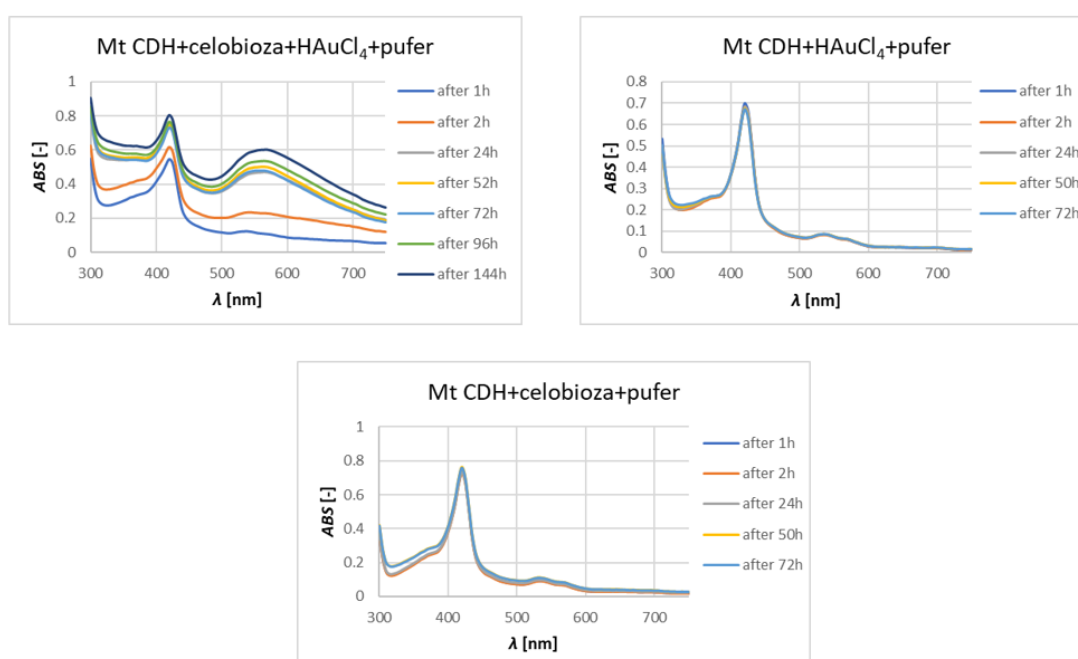 Mt CDH+celobioza+HAuCl₄+pufer
ABS [-]
1
0.8
0.6
0.4
0.2
0
300 400 500 600 700
λ [nm]
after 1h
after 2h
after 24h
after 52h
after 72h
after 96h
after 144h
Mt CDH+HAuCl₄+pufer
ABS [-]
0.8
0.7
0.6
0.5
0.4
0.3
0.2
0.1
0
300 400 500 600 700
λ [nm]
after 1h
after 2h
after 24h
after 50h
after 72h
Mt CDH+celobioza+pufer
ABS [-]
1
0.8
0.6
0.4
0.2
0
300 400 500 600 700
λ [nm]
after 1h
after 2h
after 24h
after 50h
after 72h